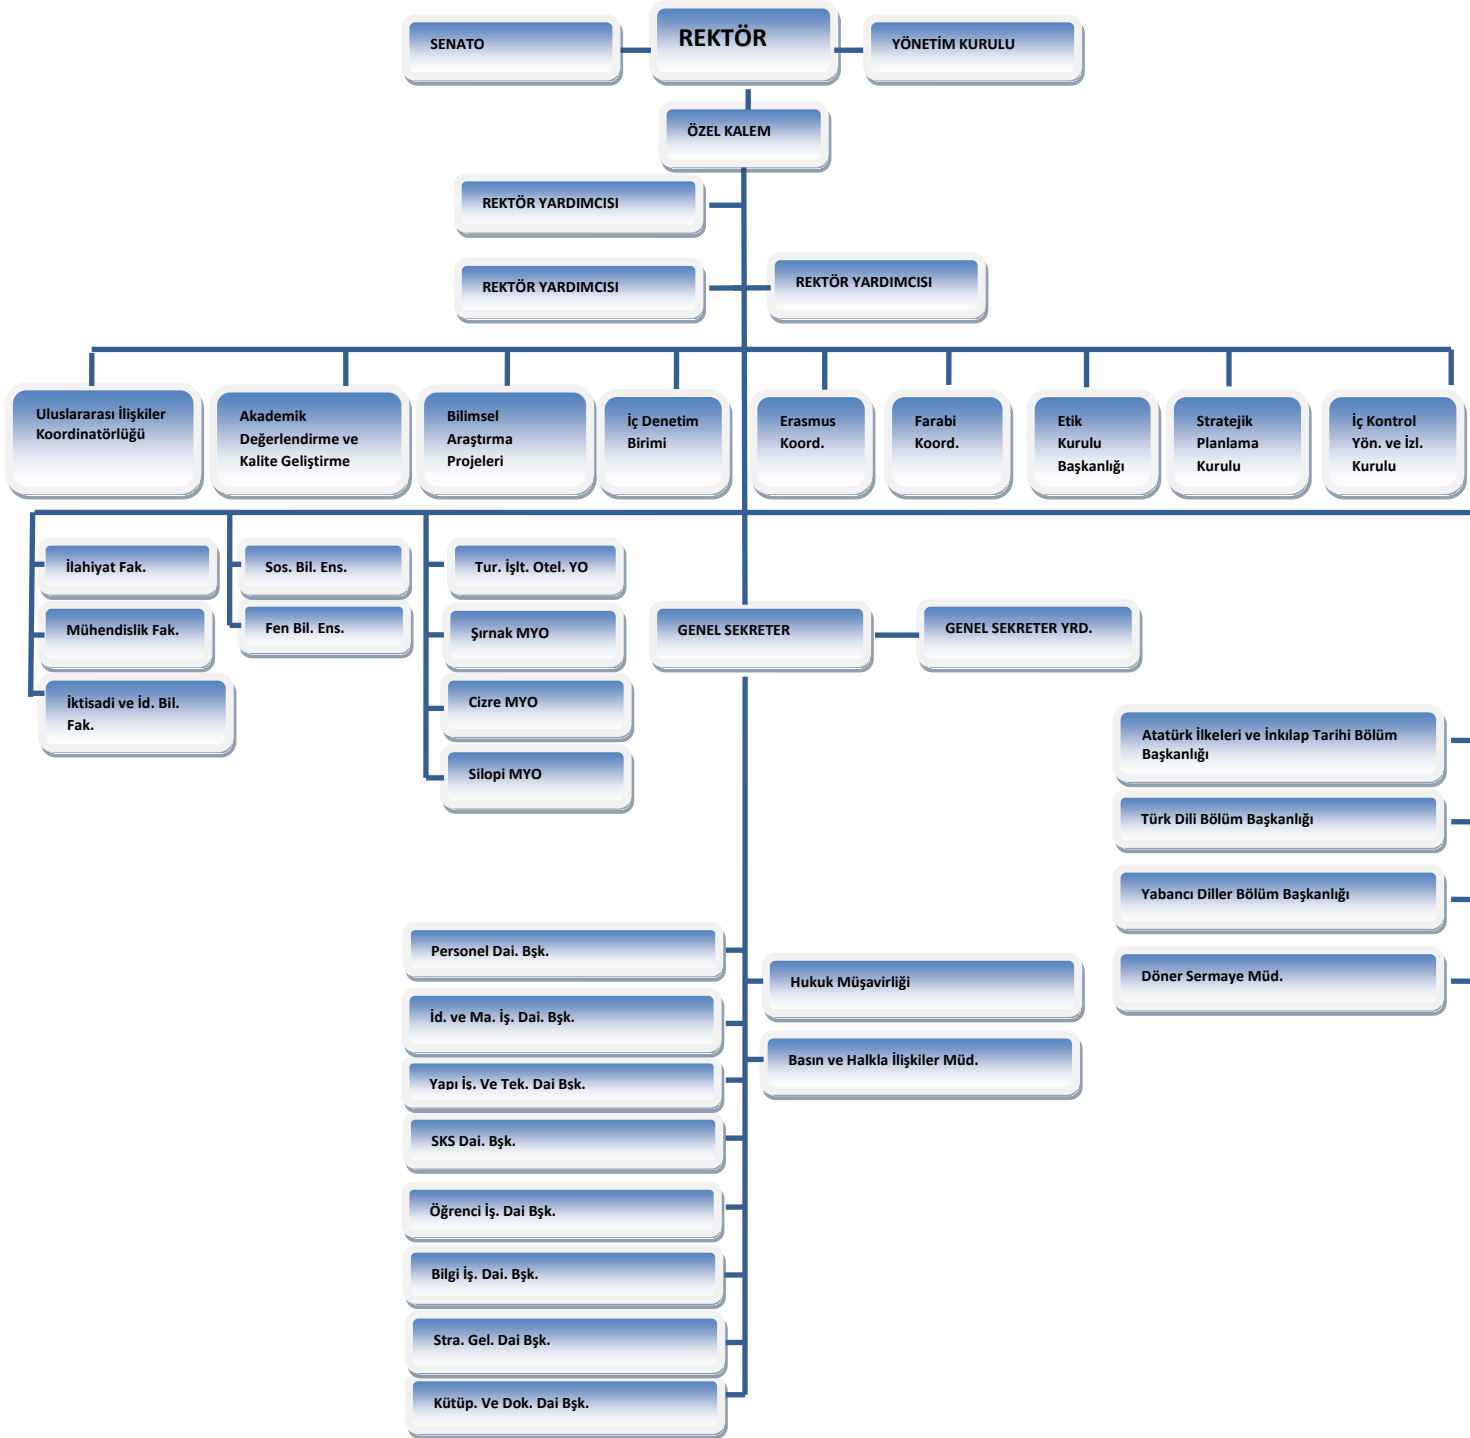 SENATO
REKTÖR
YÖNETİM KURULU
ÖZEL KALEM
REKTÖR YARDIMCISI
REKTÖR YARDIMCISI
REKTÖR YARDIMCISI
Uluslararası İlişkiler
Koordinatörlüğü
Akademik
Değerlendirme ve
Kalite Geliştirme
Bilimsel
Araştırma
Projeleri
İç Denetim
Birimi
Erasmus
Koord.
Farabi
Koord.
Etik
Kurulu
Başkanlığı
Stratejik
Planlama
Kurulu
İç Kontrol
Yön. ve İzl.
Kurulu
İlahiyat Fak.
Mühendislik Fak.
İktisadi ve İd. Bil.
Fak.
Sos. Bil. Ens.
Fen Bil. Ens.
Tur. İşlt. Otel. YO
Şırnak MYO
Cizre MYO
Silopi MYO
GENEL SEKRETER
GENEL SEKRETER YRD.
Atatürk İlkeleri ve İnkılap Tarihi Bölüm
Başkanlığı
Türk Dili Bölüm Başkanlığı
Yabancı Diller Bölüm Başkanlığı
Döner Sermaye Müd.
Personel Dai. Bşk.
İd. ve Ma. İş. Dai. Bşk.
Yapı İş. Ve Tek. Dai Bşk.
SKS Dai. Bşk.
Öğrenci İş. Dai Bşk.
Bilgi İş. Dai. Bşk.
Stra. Gel. Dai Bşk.
Kütüp. Ve Dok. Dai Bşk.
Hukuk Müşavirliği
Basın ve Halkla İlişkiler Müd.